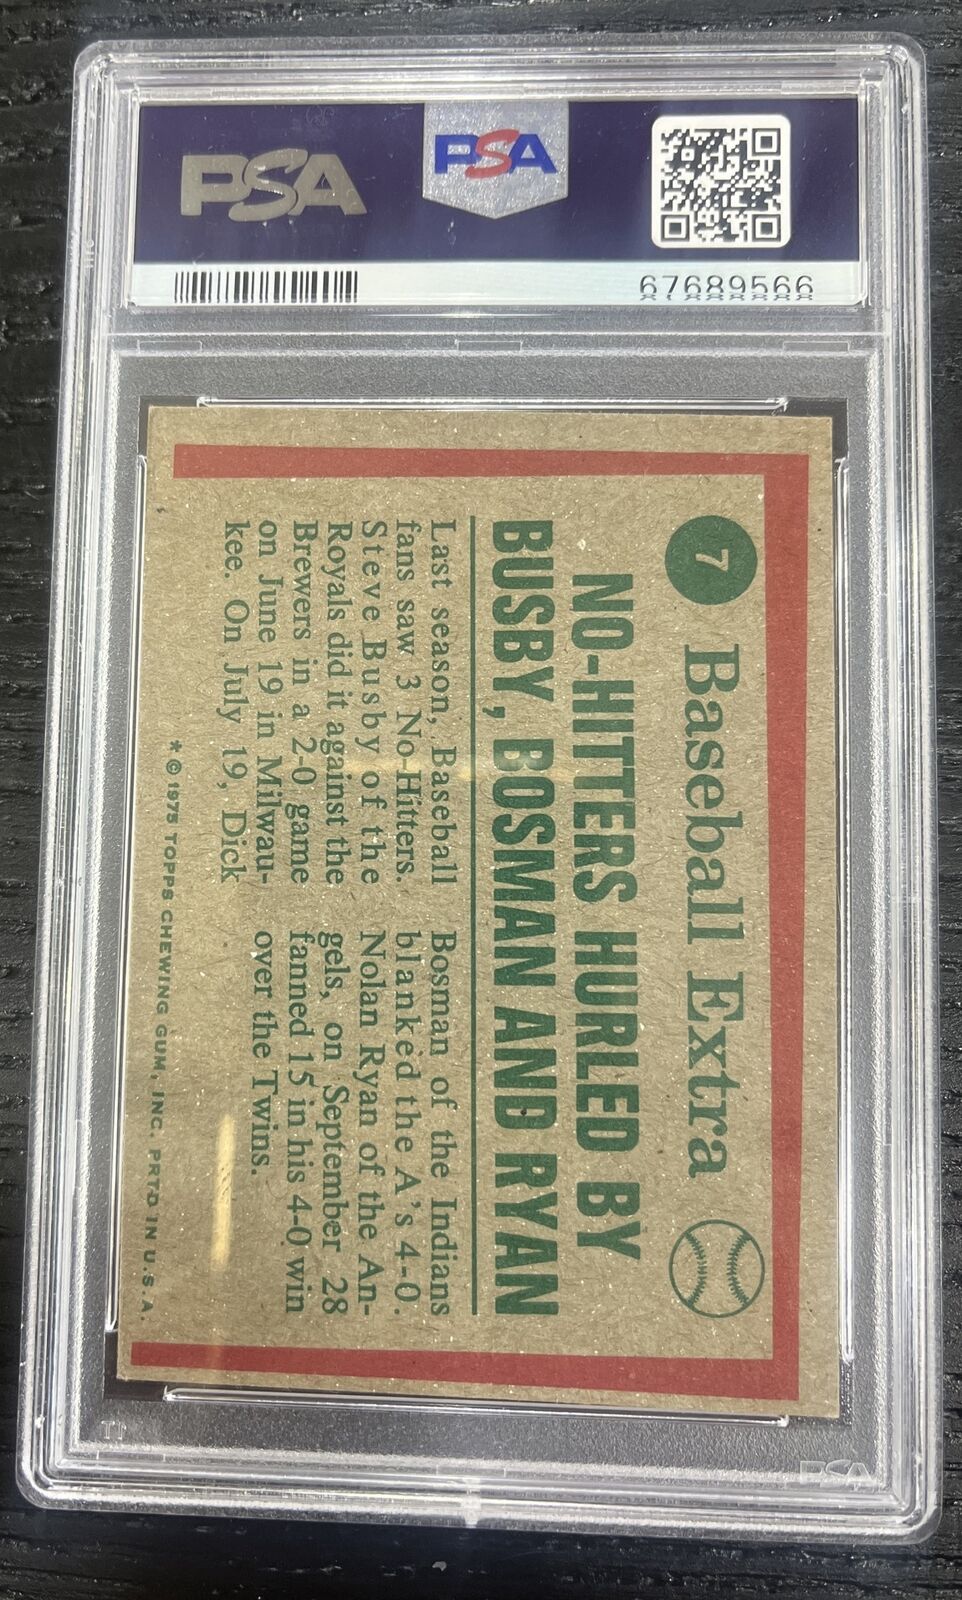 PSA
PSA
67689566
7
Baseball Extra
NO-HITTERS HURLED BY
BUSBY, BOSMAN AND RYAN
Last season, Baseball
fans saw 3 No-Hitters.
Steve Busby of the
Royals did it against the
Brewers in a 2-0 game
on June 19 in Milwau-
kee. On July 19, Dick
Bosman of the Indians
blanked the A's 4-0.
Nolan Ryan of the An-
gels, on September 28
fanned 15 in his 4-0 win
over the Twins.
* © 1975 TOPPS CHEWING GUM, INC. PRT'D IN U.S.A.
PSA